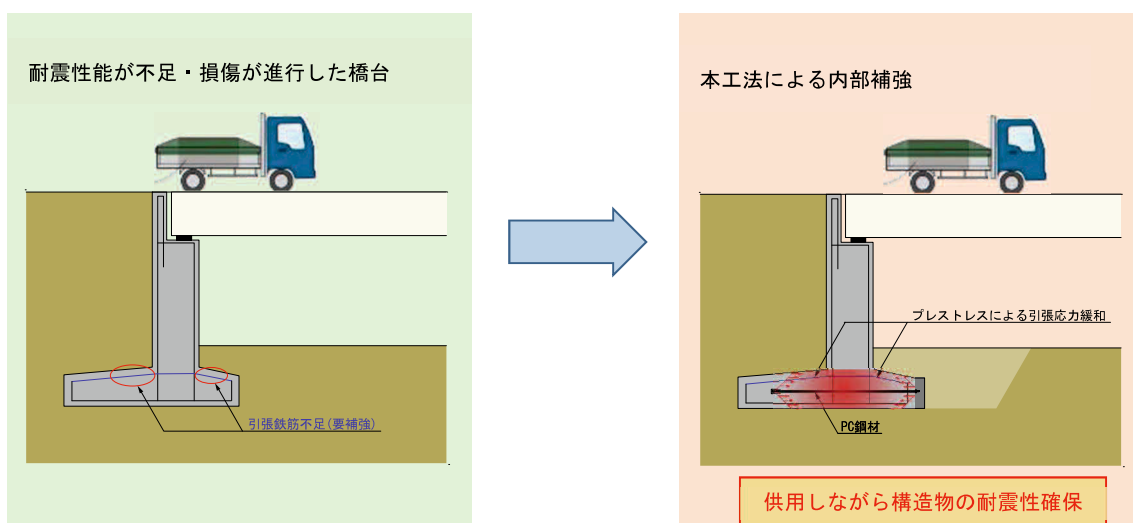 耐震性能が不足・損傷が進行した橋台
引張鉄筋不足(要補強)
本工法による内部補強
プレストレスによる引張応力緩和
PC鋼材
供用しながら構造物の耐震性確保